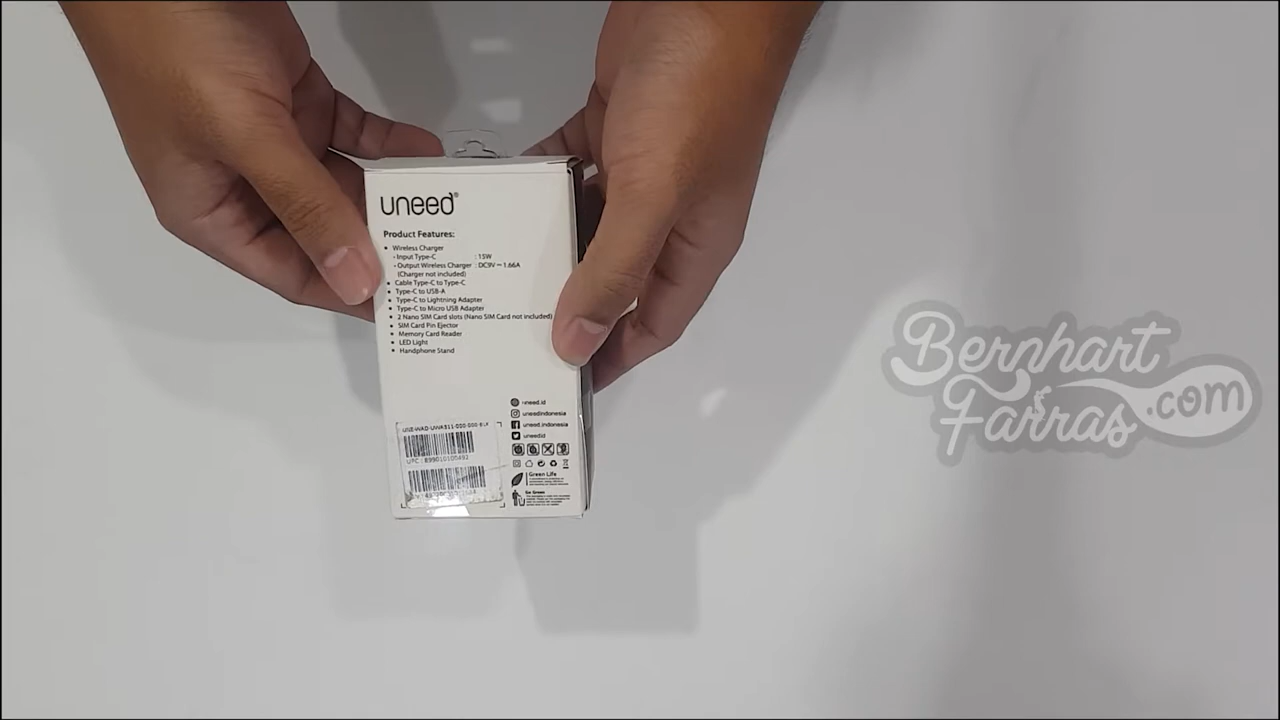 uneed®
Product Features:
• Wireless Charger
- Input Type-C : 15W
- Output Wireless Charger : DC9V⎓1.66A
(Charger not included)
• Cable Type-C to Type-C
• Type-C to USB-A
• Type-C to Lightning Adapter
• Type-C to Micro USB Adapter
• 2 Nano SIM Card slots (Nano SIM Card not included)
• SIM Card Pin Ejector
• Memory Card Reader
• LED Light
• Handphone Stand
uneed.id
uneedindonesia
uneed.indonesia
uneedid
UPC :
Green Life
Go Green
Bernhart
Farras.com